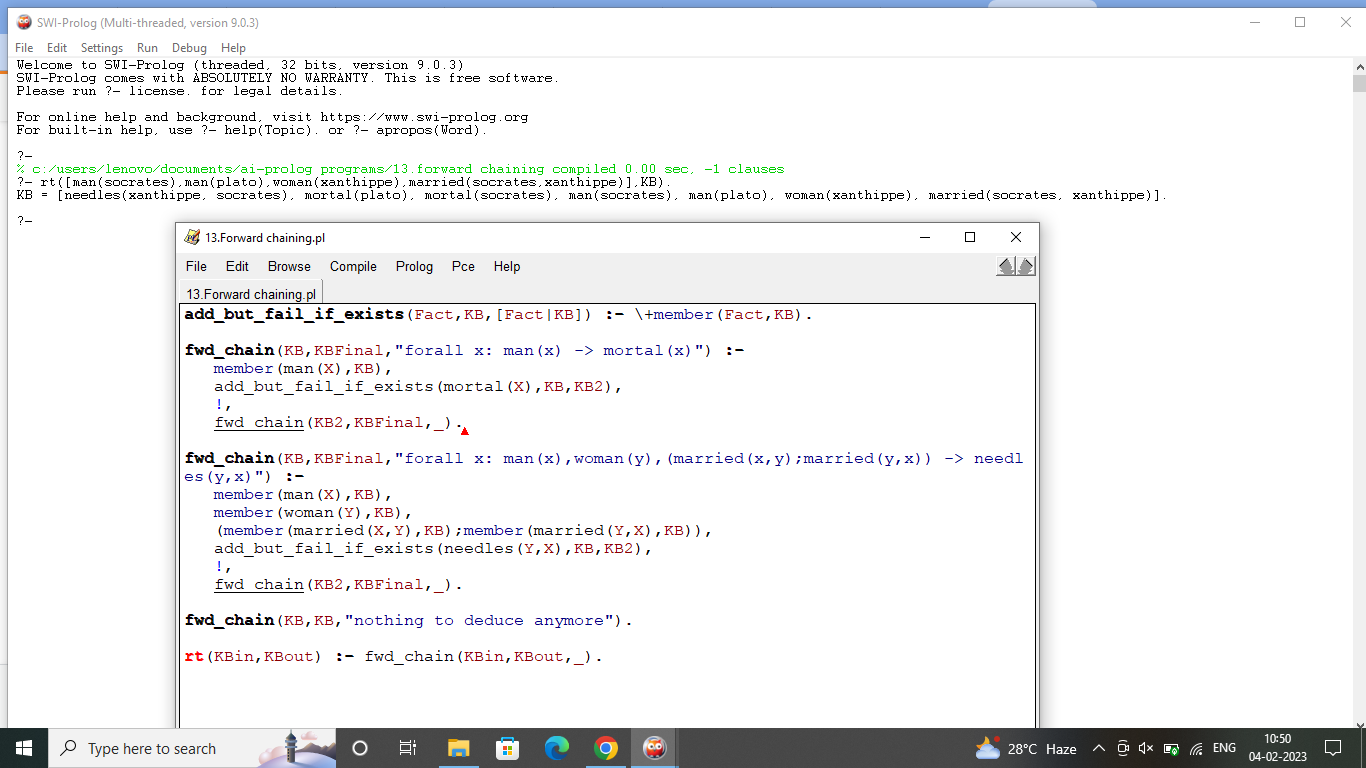 SWI-Prolog (Multi-threaded, version 9.0.3)
File Edit Settings Run Debug Help
Welcome to SWI-Prolog (threaded, 32 bits, version 9.0.3)
SWI-Prolog comes with ABSOLUTELY NO WARRANTY. This is free software.
Please run ?- license. for legal details.
For online help and background, visit https://www.swi-prolog.org
For built-in help, use ?- help(Topic). or ?- apropos(Word).
?-
% c:/users/lenovo/documents/ai-prolog programs/13.forward chaining compiled 0.00 sec, -1 clauses
?- rt([man(socrates),man(plato),woman(xanthippe),married(socrates,xanthippe)],KB).
KB = [needles(xanthippe, socrates), mortal(plato), mortal(socrates), man(socrates), man(plato), woman(xanthippe), married(socrates, xanthippe)].
?-
13.Forward chaining.pl
File Edit Browse Compile Prolog Pce Help
13.Forward chaining.pl
add_but_fail_if_exists(Fact,KB,[Fact|KB]) :- \+member(Fact,KB).
fwd_chain(KB,KBFinal,"forall x: man(x) -> mortal(x)") :-
member(man(X),KB),
add_but_fail_if_exists(mortal(X),KB,KB2),
!,
fwd_chain(KB2,KBFinal,_).
fwd_chain(KB,KBFinal,"forall x: man(x),woman(y),(married(x,y);married(y,x)) -> needl
es(y,x)") :-
member(man(X),KB),
member(woman(Y),KB),
(member(married(X,Y),KB);member(married(Y,X),KB)),
add_but_fail_if_exists(needles(Y,X),KB,KB2),
!,
fwd_chain(KB2,KBFinal,_).
fwd_chain(KB,KB,"nothing to deduce anymore").
rt(KBin,KBout) :- fwd_chain(KBin,KBout,_).
Type here to search
28°C Haze
ENG
10:50
04-02-2023